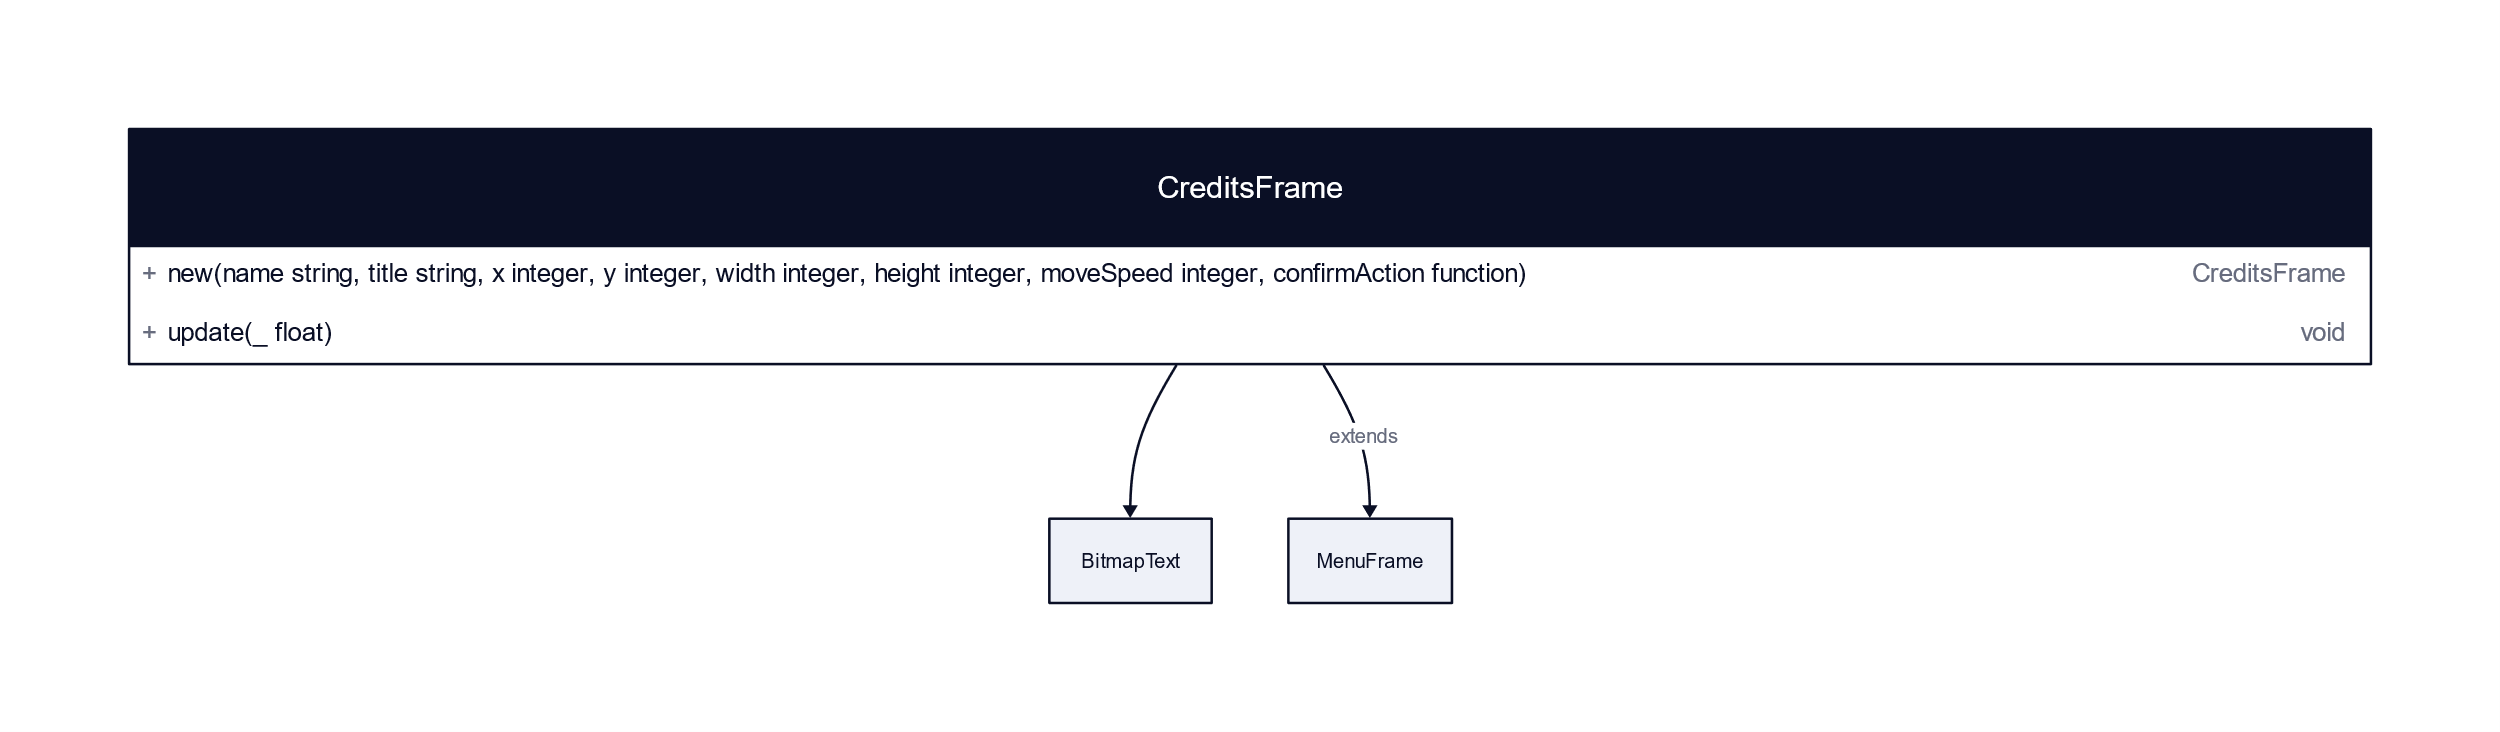 CreditsFrame
+ new(name string, title string, x integer, y integer, width integer, height integer, moveSpeed integer, confirmAction function) CreditsFrame
+ update(_ float) void
extends
BitmapText MenuFrame